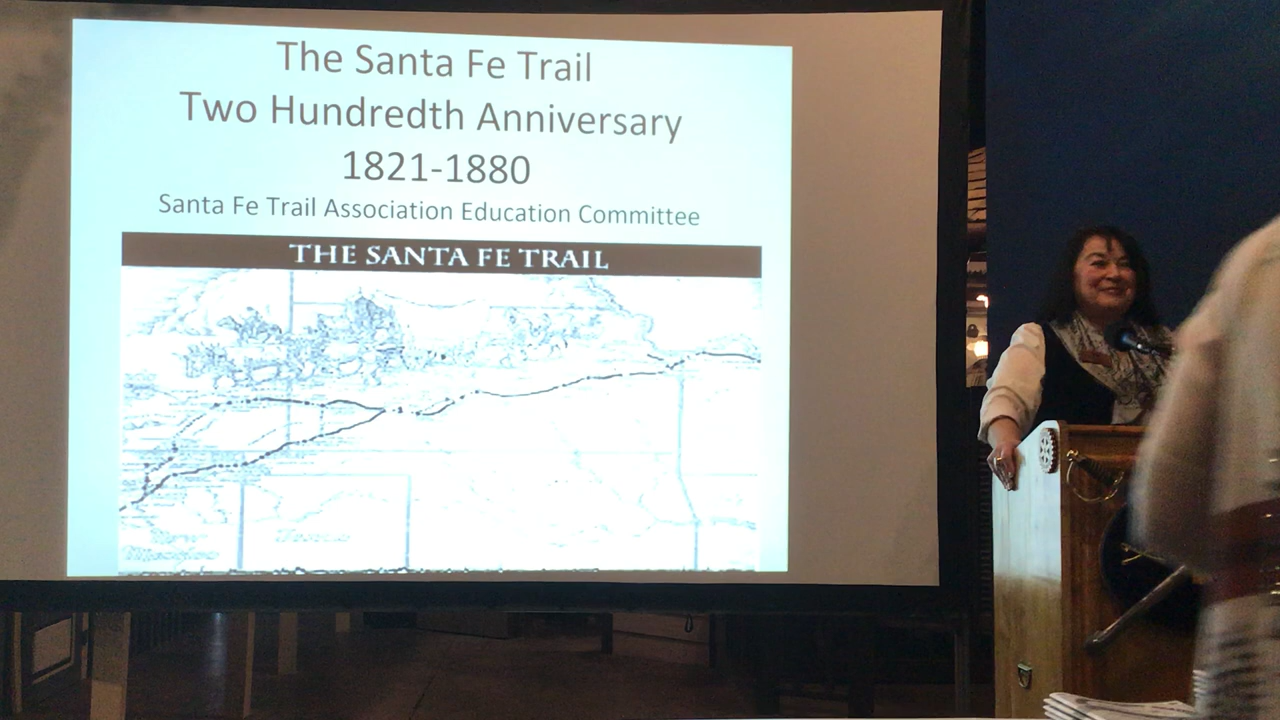 The Santa Fe Trail
Two Hundredth Anniversary
1821-1880
Santa Fe Trail Association Education Committee
THE SANTA FE TRAIL